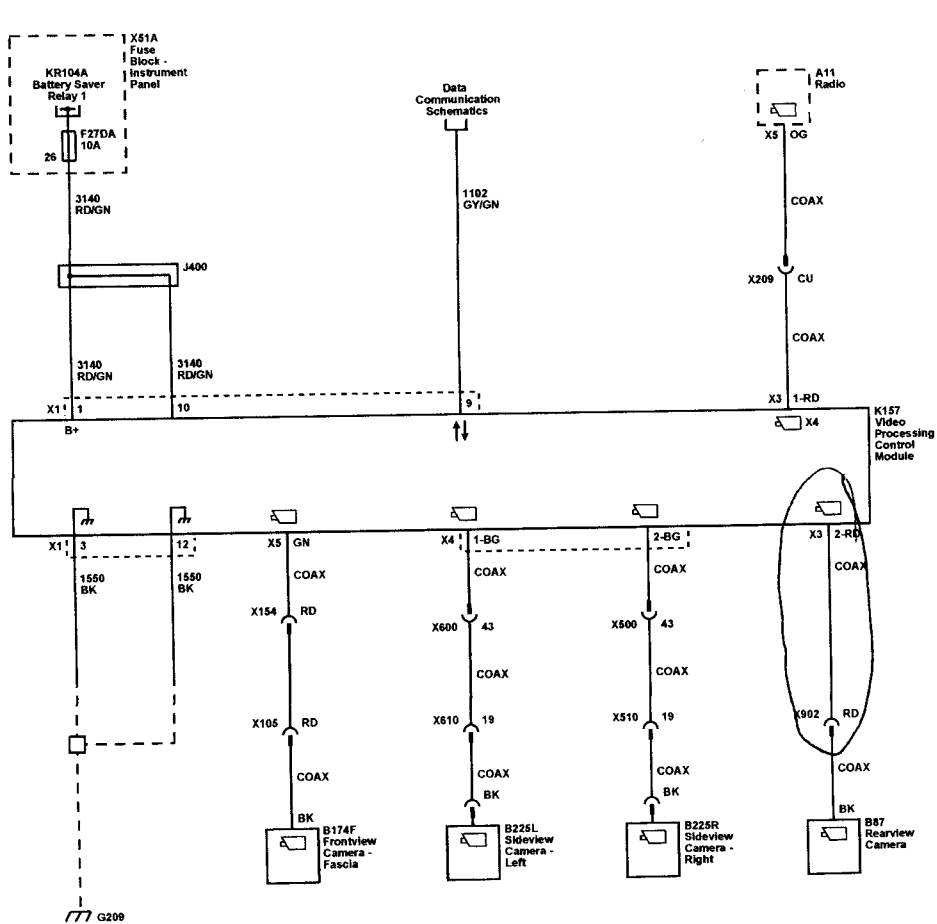 X51A
Fuse
Block -
Instrument
Panel
KR104A
Battery Saver
Relay 1
F27DA
10A
26
3140
RD/GN
J400
3140
RD/GN
3140
RD/GN
Data
Communication
Schematics
1102
GY/GN
A11
Radio
X5 OG
COAX
X209 CU
COAX
X1 1 10 9
X3 1-RD
B+
X4
K157
Video
Processing
Control
Module
X1 3 12
1550
BK
1550
BK
X5 GN
COAX
X154 RD
X105 RD
COAX
BK
B174F
Frontview
Camera -
Fascia
X4 1-BG
COAX
X600 43
COAX
X610 19
COAX
BK
B225L
Sideview
Camera -
Left
2-BG
COAX
X500 43
COAX
X510 19
COAX
BK
B225R
Sideview
Camera -
Right
X3 2-RD
COAX
X902 RD
COAX
BK
B87
Rearview
Camera
G209